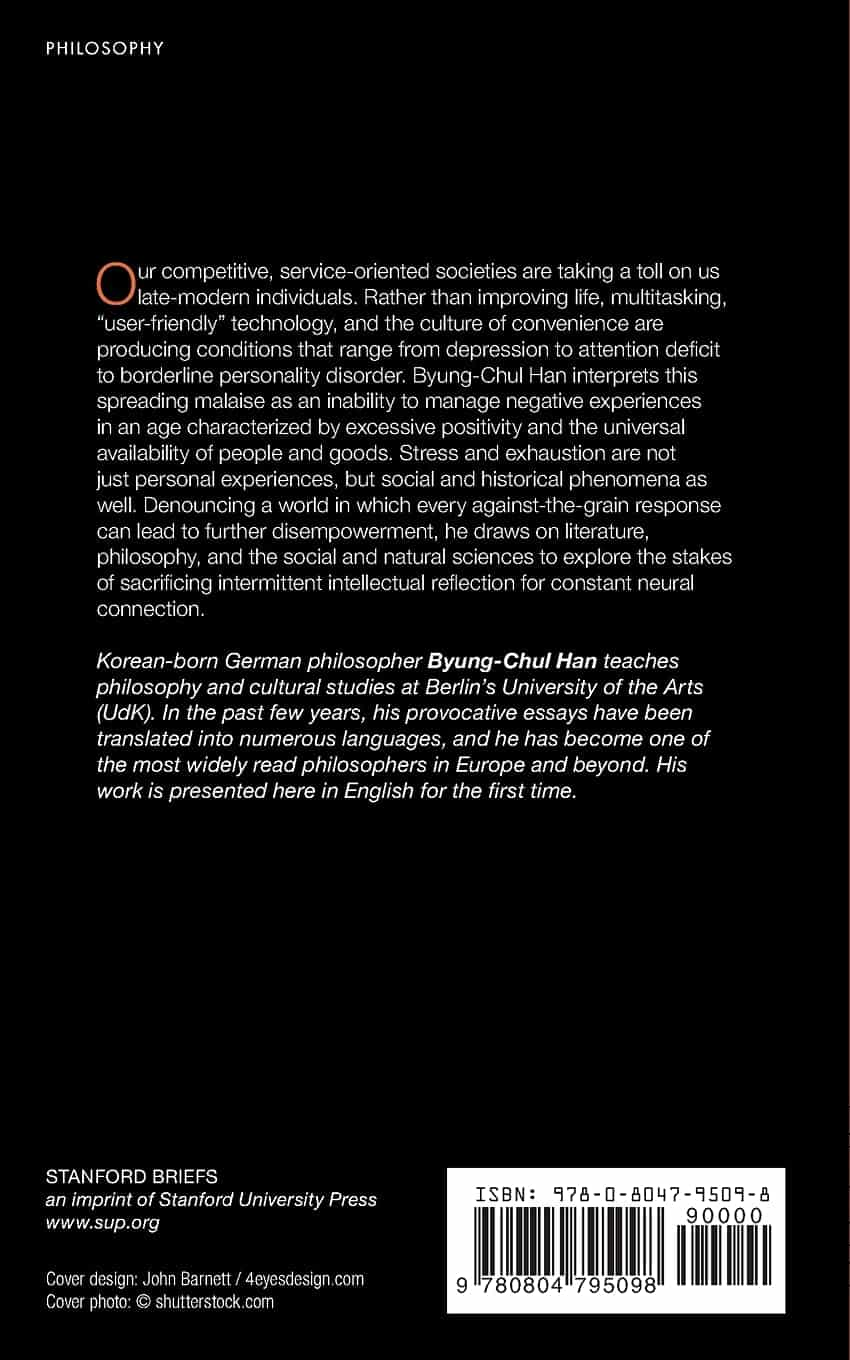 PHILOSOPHY
Our competitive, service-oriented societies are taking a toll on us
late-modern individuals. Rather than improving life, multitasking,
“user-friendly” technology, and the culture of convenience are
producing conditions that range from depression to attention deficit
to borderline personality disorder. Byung-Chul Han interprets this
spreading malaise as an inability to manage negative experiences
in an age characterized by excessive positivity and the universal
availability of people and goods. Stress and exhaustion are not
just personal experiences, but social and historical phenomena as
well. Denouncing a world in which every against-the-grain response
can lead to further disempowerment, he draws on literature,
philosophy, and the social and natural sciences to explore the stakes
of sacrificing intermittent intellectual reflection for constant neural
connection.
Korean-born German philosopher Byung-Chul Han teaches
philosophy and cultural studies at Berlin’s University of the Arts
(UdK). In the past few years, his provocative essays have been
translated into numerous languages, and he has become one of
the most widely read philosophers in Europe and beyond. His
work is presented here in English for the first time.
STANFORD BRIEFS
an imprint of Stanford University Press
www.sup.org
Cover design: John Barnett / 4eyesdesign.com
Cover photo: © shutterstock.com
ISBN: 978-0-8047-9509-8
90000
9 780804 795098